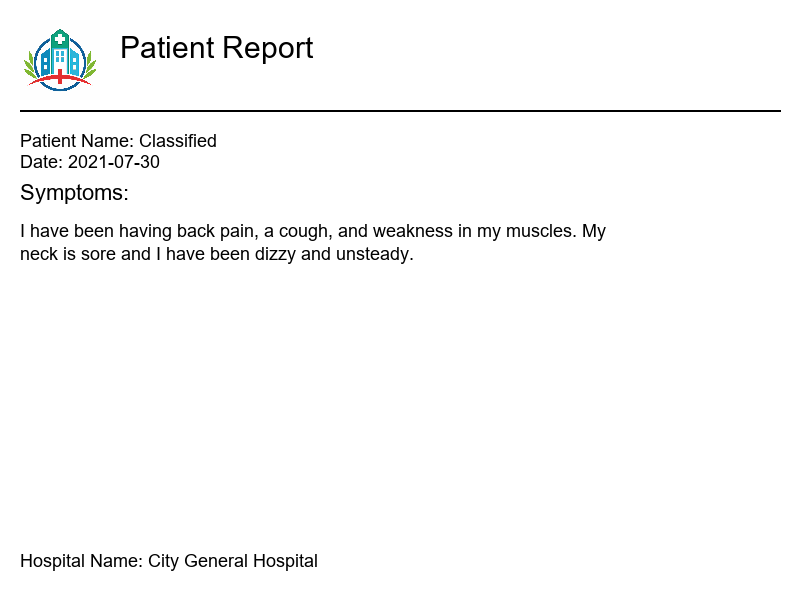 Patient Report
Patient Name: Classified
Date: 2021-07-30
Symptoms:
I have been having back pain, a cough, and weakness in my muscles. My
neck is sore and I have been dizzy and unsteady.
Hospital Name: City General Hospital